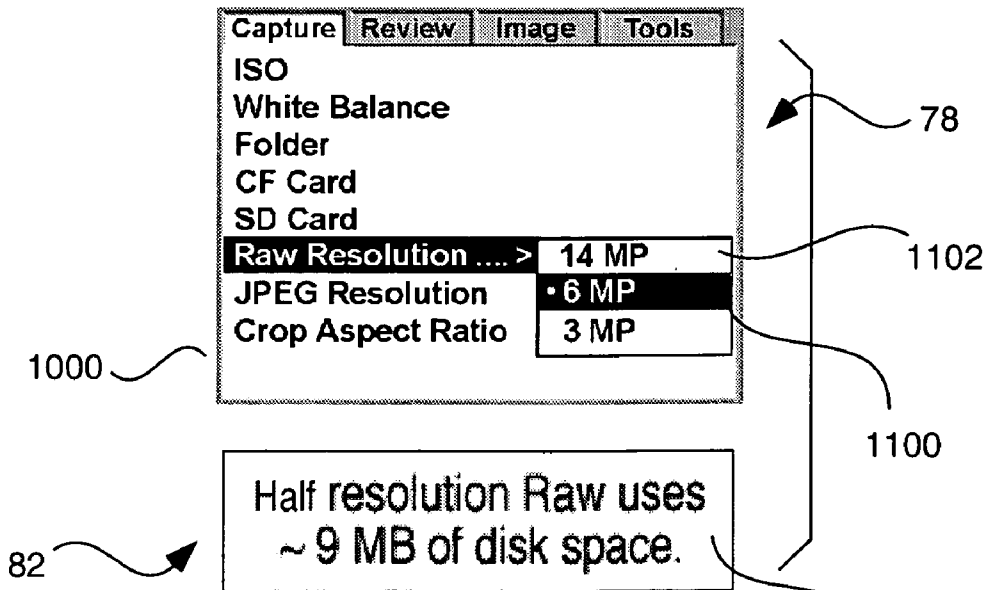 Capture Review Image Tools
ISO
White Balance
Folder
CF Card
SD Card
Raw Resolution .... > 14 MP
JPEG Resolution • 6 MP
Crop Aspect Ratio 3 MP
78
1102
1000
1100
Half resolution Raw uses
~ 9 MB of disk space.
82